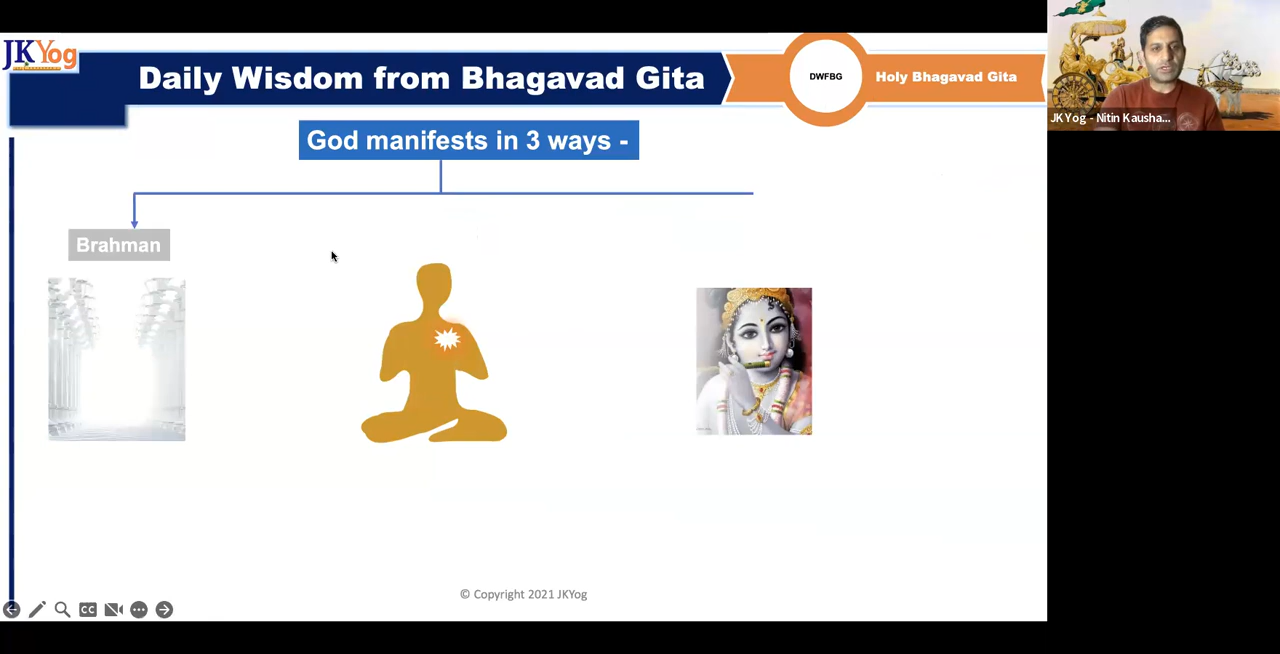 JKYog
Daily Wisdom from Bhagavad Gita
DWFBG
Holy Bhagavad Gita
JKYog - Nitin Kausha...
God manifests in 3 ways -
Brahman
© Copyright 2021 JKYog
CC